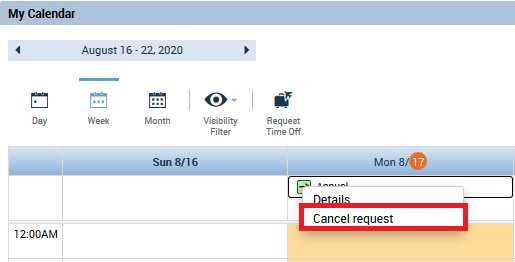 My Calendar
August 16 - 22, 2020
Day
Week
Month
Visibility
Filter
Request
Time Off
Sun 8/16
Mon 8/17
Annual
Details
Cancel request
12:00AM